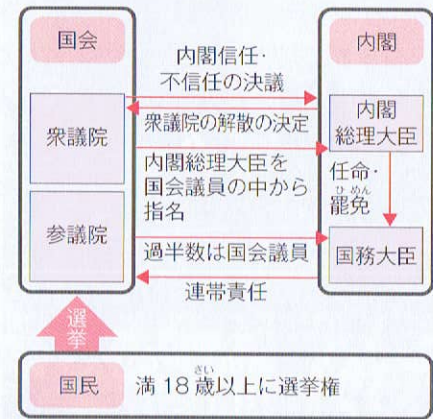 国会
内閣
内閣信任・
不信任の決議
衆議院の解散の決定
衆議院
内閣
総理大臣
内閣総理大臣を
国会議員の中から
指名
任命・
ひめん
罷免
参議院
過半数は国会議員
国務大臣
連帯責任
選挙
さい
国民 満18歳以上に選挙権